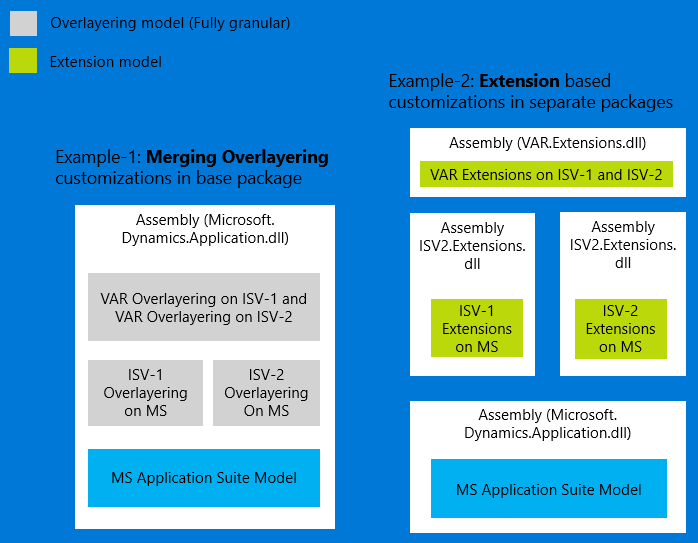 Overlayering model (Fully granular)
Extension model
Example-1: Merging Overlayering
customizations in base package
Assembly (Microsoft.
Dynamics.Application.dll)
VAR Overlayering on ISV-1 and
VAR Overlayering on ISV-2
ISV-1
Overlayering
on MS
ISV-2
Overlayering
On MS
MS Application Suite Model
Example-2: Extension based
customizations in separate packages
Assembly (VAR.Extensions.dll)
VAR Extensions on ISV-1 and ISV-2
Assembly
ISV2.Extensions.
dll
ISV-1
Extensions
on MS
Assembly
ISV2.Extensions.
dll
ISV-2
Extensions
on MS
Assembly (Microsoft.
Dynamics.Application.dll)
MS Application Suite Model